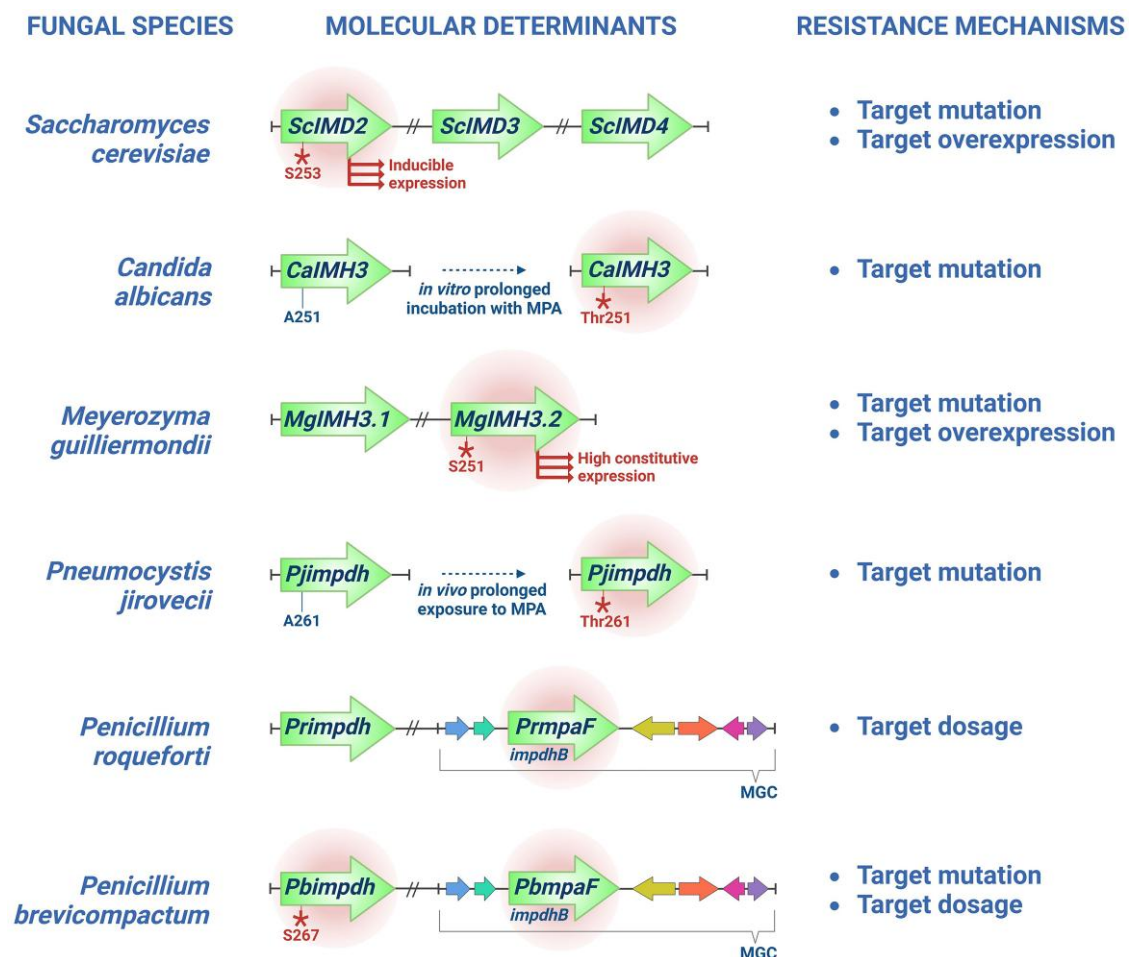 FUNGAL SPECIES
MOLECULAR DETERMINANTS
RESISTANCE MECHANISMS
Saccharomyces
cerevisiae
ScIMD2
ScIMD3
ScIMD4
S253
Inducible
expression
• Target mutation
• Target overexpression
Candida
albicans
CaIMH3
A251
in vitro prolonged
incubation with MPA
CaIMH3
Thr251
• Target mutation
Meyerozyma
guilliermondii
MgIMH3.1
MgIMH3.2
S251
High constitutive
expression
• Target mutation
• Target overexpression
Pneumocystis
jirovecii
Pjimpdh
A261
in vivo prolonged
exposure to MPA
Pjimpdh
Thr261
• Target mutation
Penicillium
roqueforti
Primpdh
PrmpaF
impdhB
MGC
• Target dosage
Penicillium
brevicompactum
Pbimpdh
S267
PbmpaF
impdhB
MGC
• Target mutation
• Target dosage